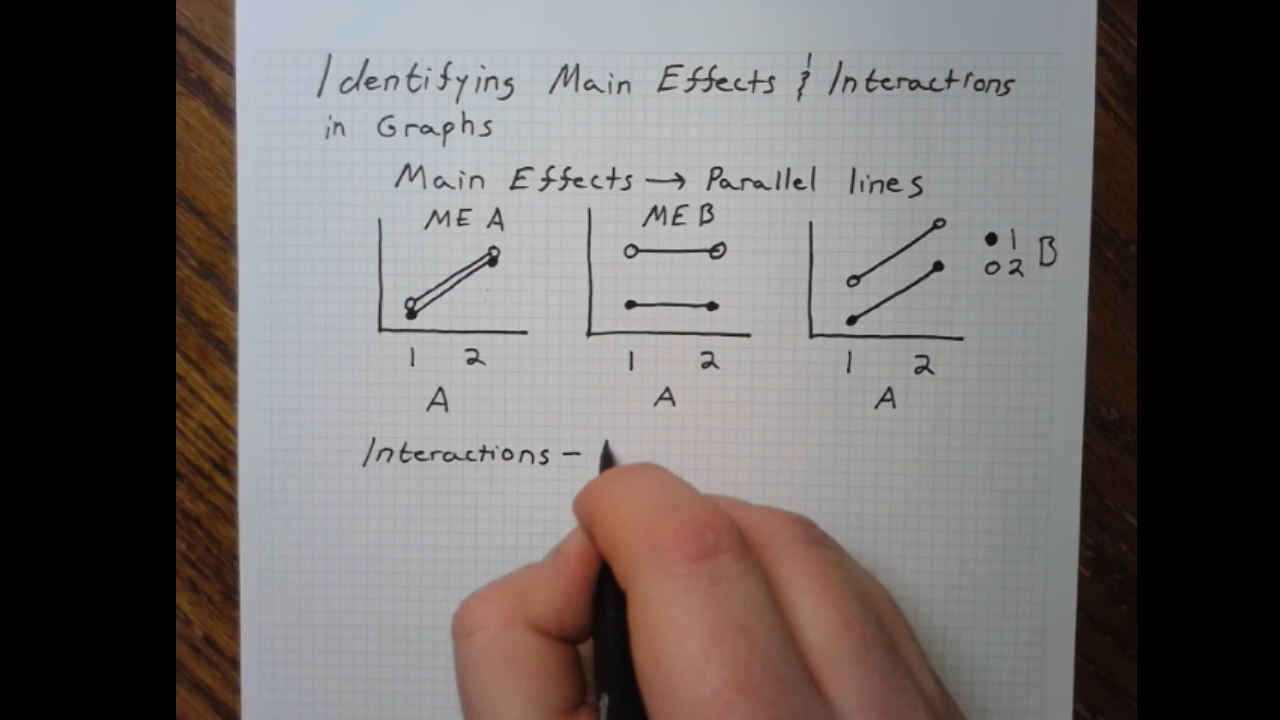 Identifying Main Effects & Interactions
in Graphs
Main Effects → Parallel lines
ME A
ME B
1
2 B
1 2
A
1 2
A
1 2
A
Interactions –